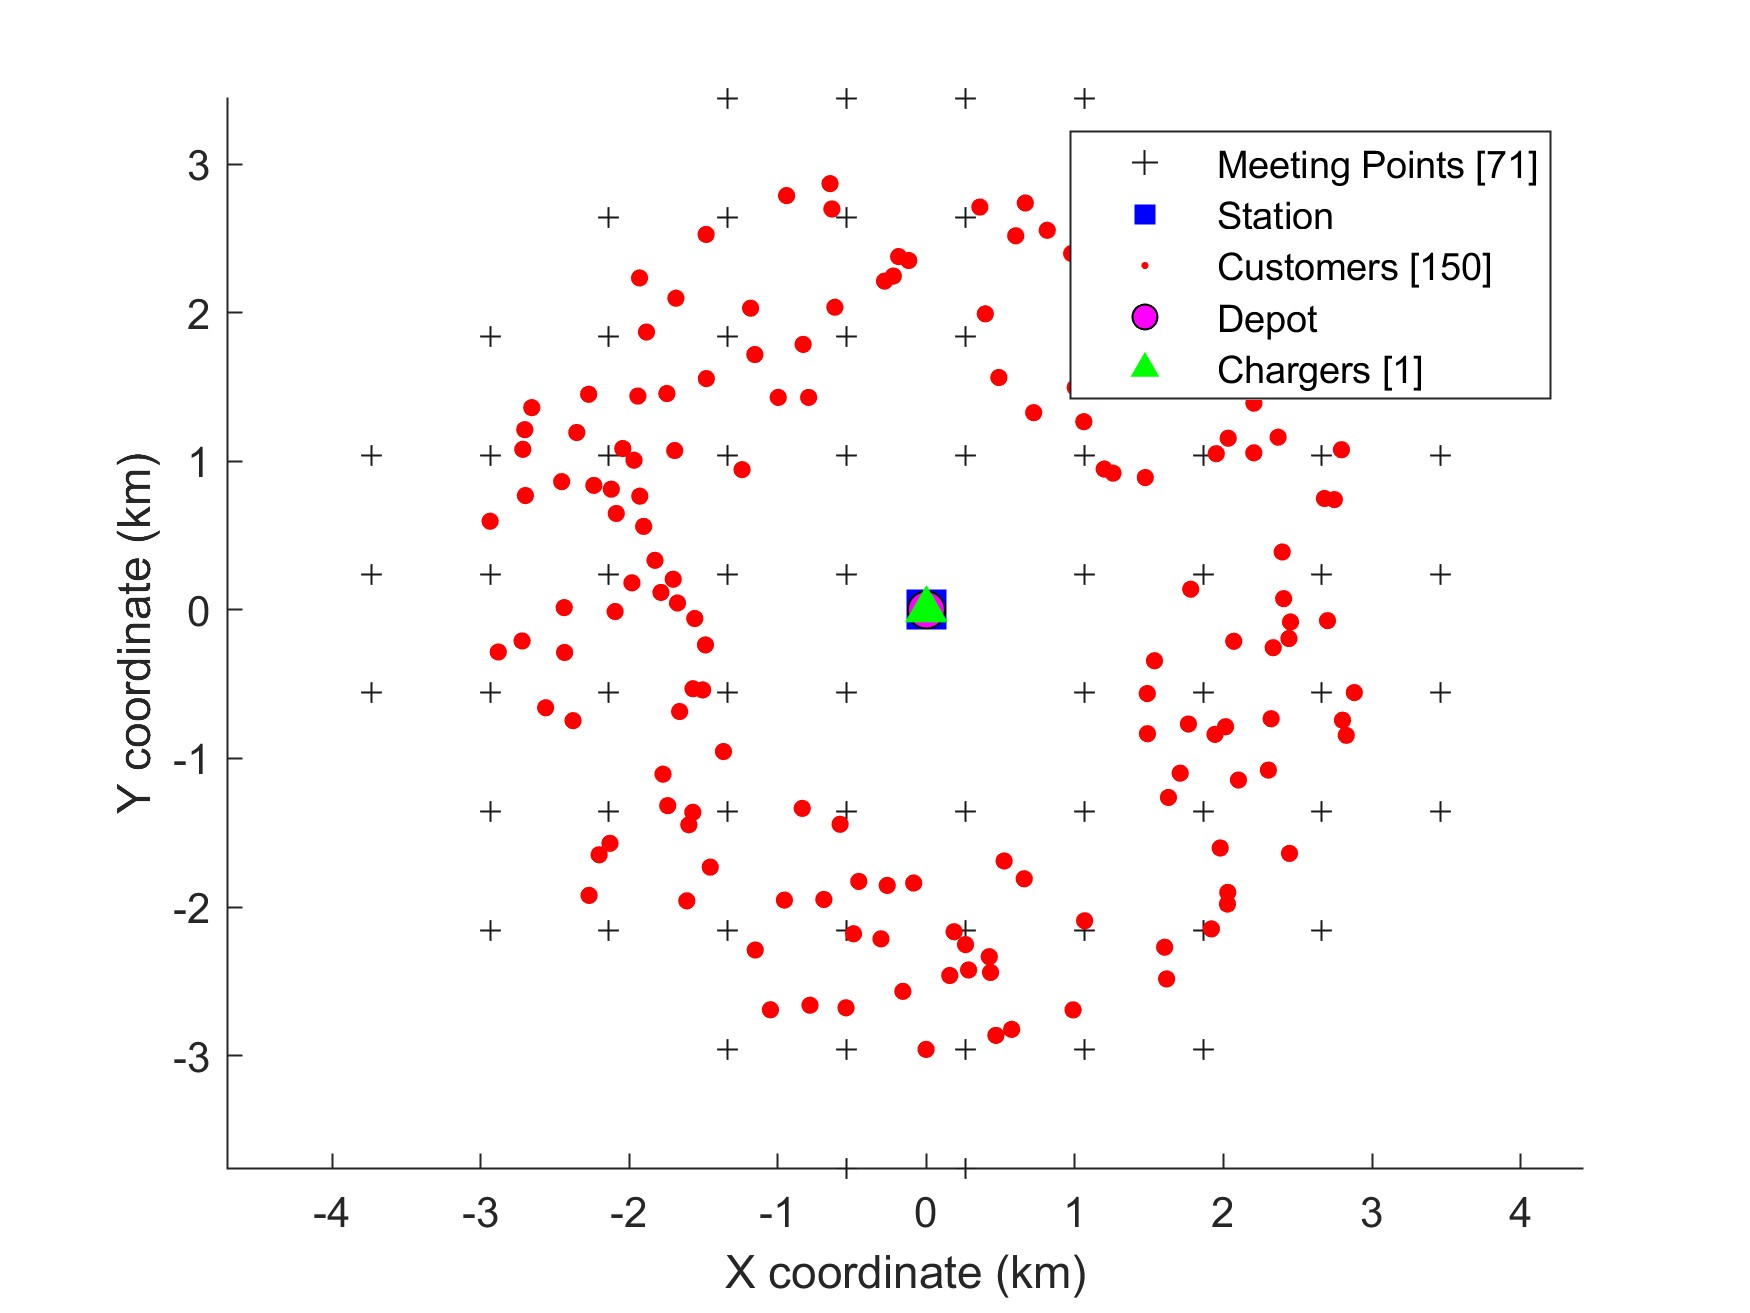 3
2
1
0
-1
-2
-3
Y coordinate (km)
Meeting Points [71]
Station
Customers [150]
Depot
Chargers [1]
-4 -3 -2 -1 0 1 2 3 4
X coordinate (km)